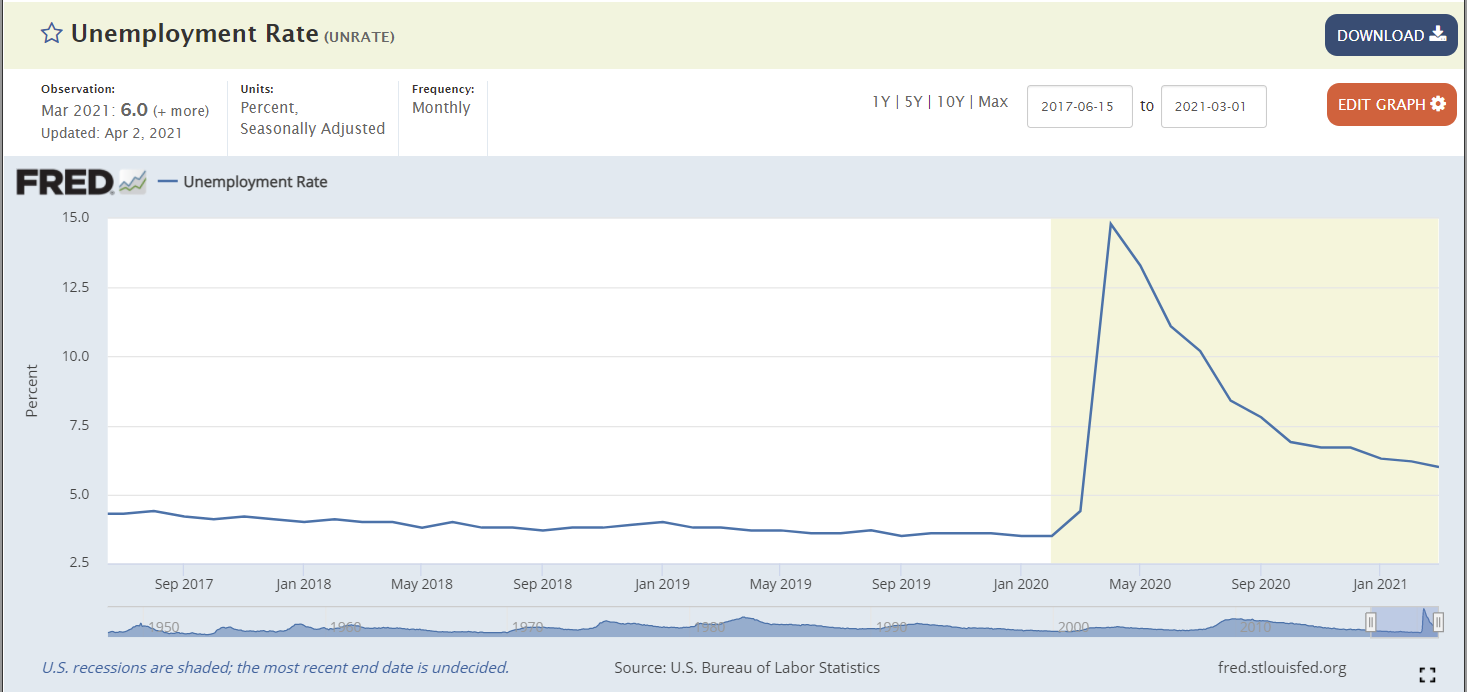 Unemployment Rate (UNRATE)
DOWNLOAD
Observation:
Mar 2021: 6.0 (+ more)
Updated: Apr 2, 2021
Units:
Percent,
Seasonally Adjusted
Frequency:
Monthly
1Y | 5Y | 10Y | Max
2017-06-15 to 2021-03-01
EDIT GRAPH
FRED Unemployment Rate
15.0
12.5
10.0
7.5
5.0
2.5
Percent
Sep 2017 Jan 2018 May 2018 Sep 2018 Jan 2019 May 2019 Sep 2019 Jan 2020 May 2020 Sep 2020 Jan 2021
1950 1960 1970 1980 1990 2000 2010
U.S. recessions are shaded; the most recent end date is undecided.
Source: U.S. Bureau of Labor Statistics
fred.stlouisfed.org